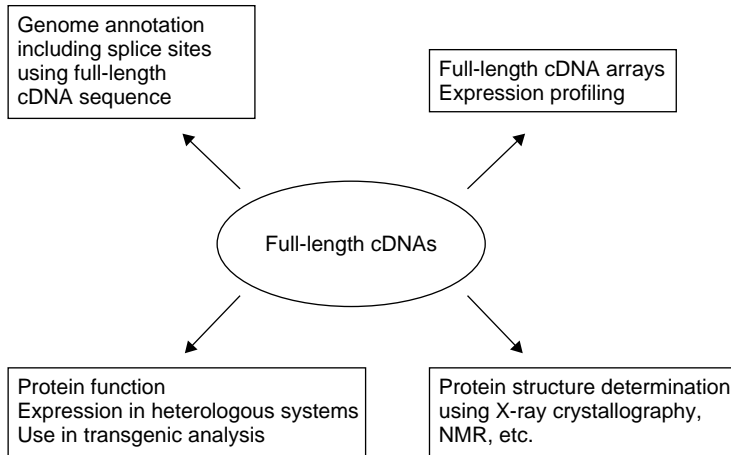 Genome annotation
including splice sites
using full-length
cDNA sequence
Full-length cDNA arrays
Expression profiling
Full-length cDNAs
Protein function
Expression in heterologous systems
Use in transgenic analysis
Protein structure determination
using X-ray crystallography,
NMR, etc.